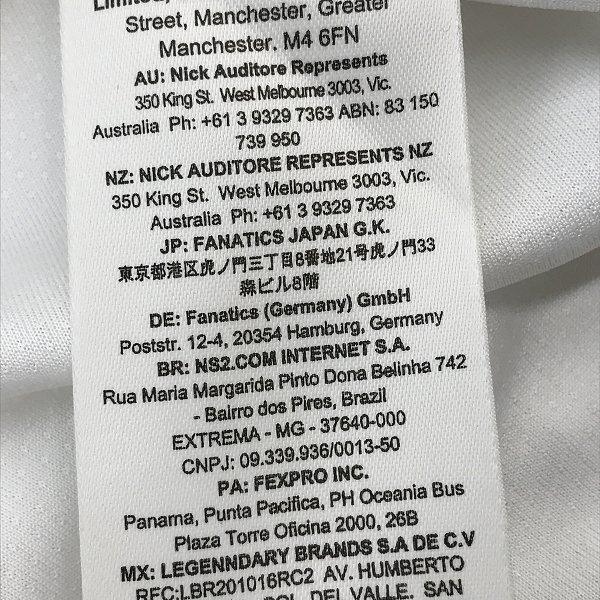 Limited,
Street, Manchester, Greater
Manchester. M4 6FN
AU: Nick Auditore Represents
350 King St. West Melbourne 3003, Vic.
Australia Ph: +61 3 9329 7363 ABN: 83 150
739 950
NZ: NICK AUDITORE REPRESENTS NZ
350 King St. West Melbourne 3003, Vic.
Australia Ph: +61 3 9329 7363
JP: FANATICS JAPAN G.K.
東京都港区虎ノ門三丁目8番地21号虎ノ門33
森ビル8階
DE: Fanatics (Germany) GmbH
Poststr. 12-4, 20354 Hamburg, Germany
BR: NS2.COM INTERNET S.A.
Rua Maria Margarida Pinto Dona Belinha 742
- Bairro dos Pires, Brazil
EXTREMA - MG - 37640-000
CNPJ: 09.339.936/0013-50
PA: FEXPRO INC.
Panama, Punta Pacifica, PH Oceania Bus
Plaza Torre Oficina 2000, 26B
MX: LEGENNDARY BRANDS S.A DE C.V
RFC:LBR201016RC2 AV. HUMBERTO
COL. DEL VALLE. SAN